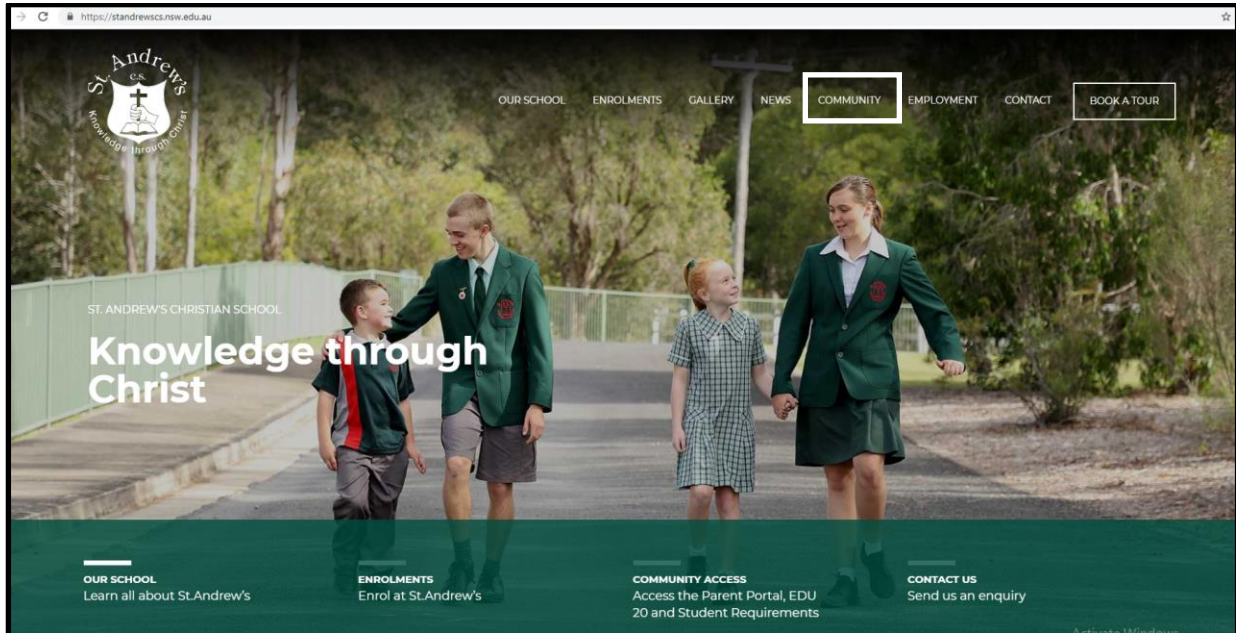 https://standrewscs.nsw.edu.au
St. Andrew's
C.S.
Knowledge through Christ
OUR SCHOOL
ENROLMENTS
GALLERY
NEWS
COMMUNITY
EMPLOYMENT
CONTACT
BOOK A TOUR
ST. ANDREW'S CHRISTIAN SCHOOL
Knowledge through
Christ
OUR SCHOOL
Learn all about St.Andrew's
ENROLMENTS
Enrol at St.Andrew's
COMMUNITY ACCESS
Access the Parent Portal, EDU
20 and Student Requirements
CONTACT US
Send us an enquiry
Activate Windows